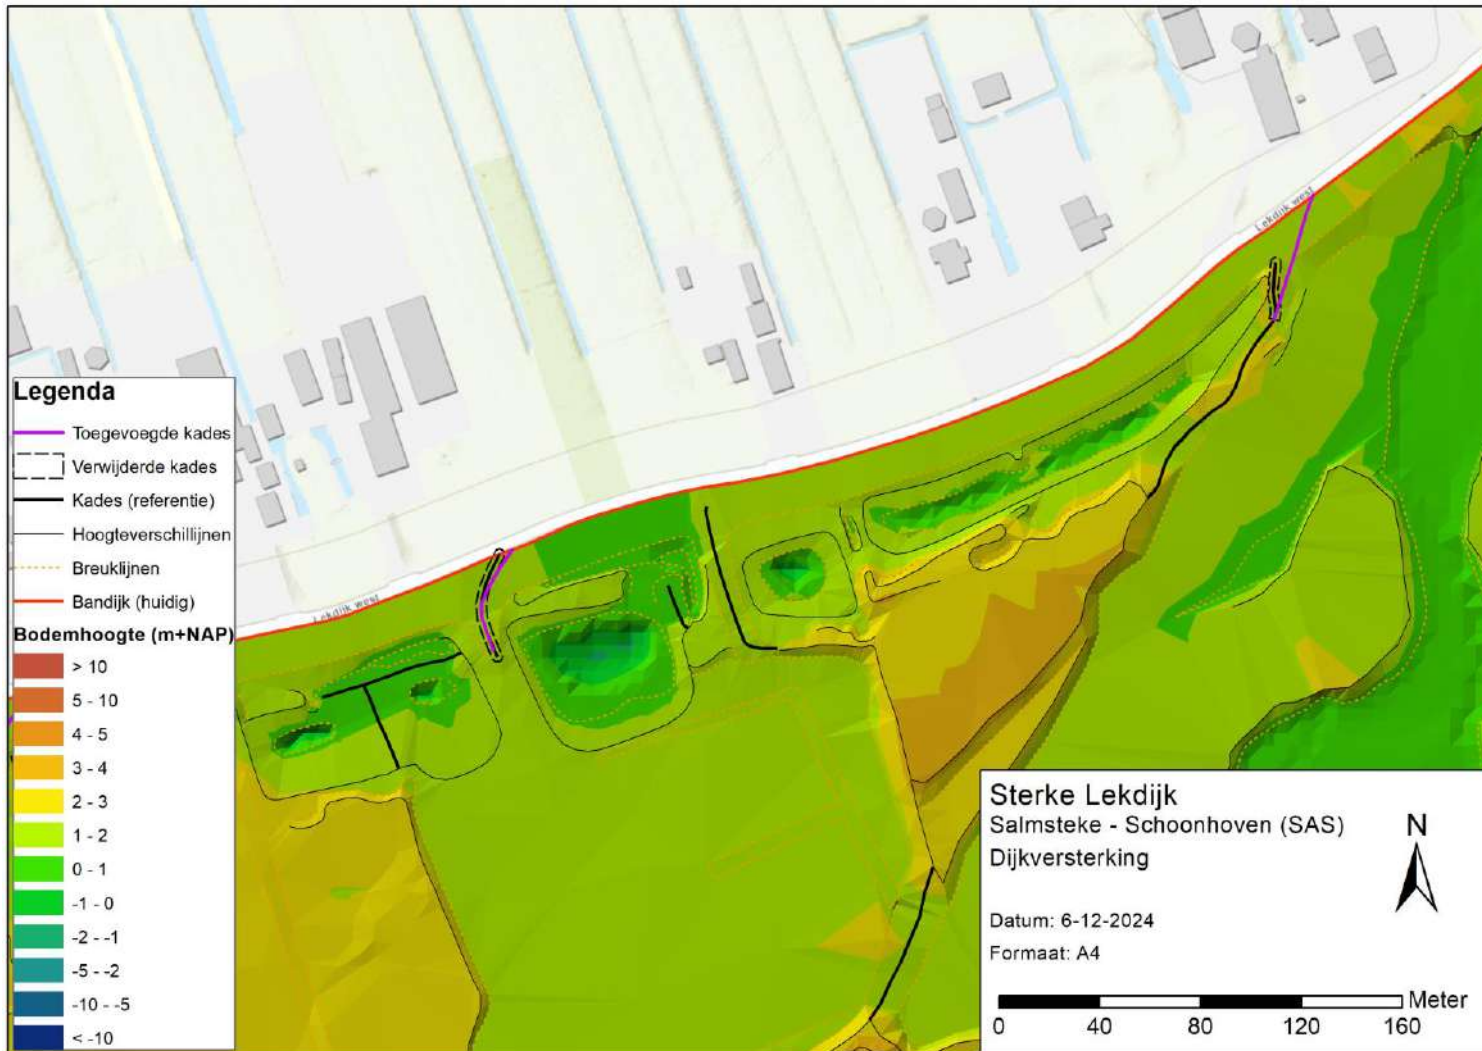 Lekdijk west
Lekdijk west
Legenda
Toegevoegde kades
Verwijderde kades
Kades (referentie)
Hoogteverschillijnen
Breuklijnen
Bandijk (huidig)
Bodemhoogte (m+NAP)
> 10
5 - 10
4 - 5
3 - 4
2 - 3
1 - 2
0 - 1
-1 - 0
-2 - -1
-5 - -2
-10 - -5
< -10
Sterke Lekdijk
Salmsteke - Schoonhoven (SAS)
Dijkversterking
N
Datum: 6-12-2024
Formaat: A4
Meter
0 40 80 120 160